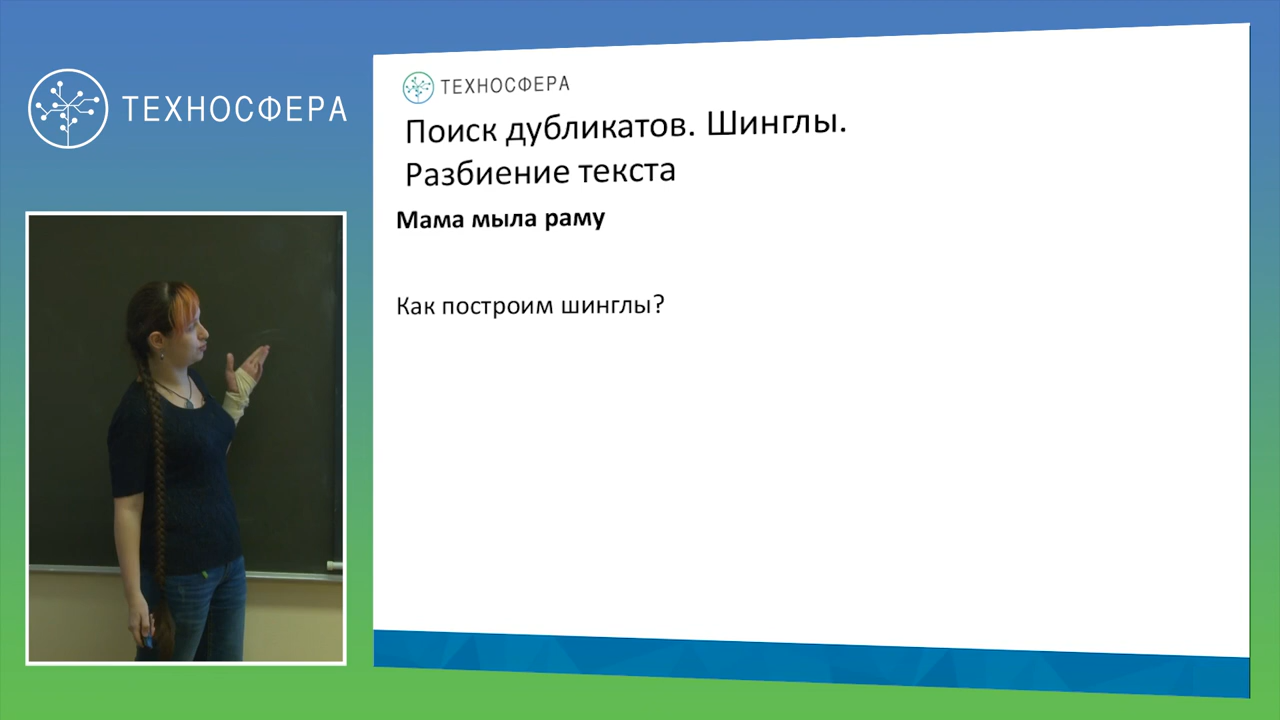 ТЕХНОСФЕРА
ТЕХНОСФЕРА
Поиск дубликатов. Шинглы.
Разбиение текста
Мама мыла раму
Как построим шинглы?